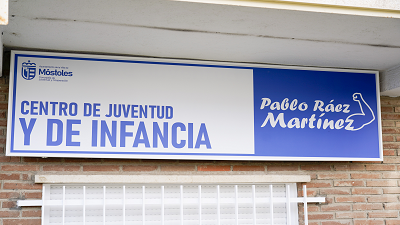 Móstoles
CENTRO DE JUVENTUD
Y DE INFANCIA
Pablo Ráez
Martínez